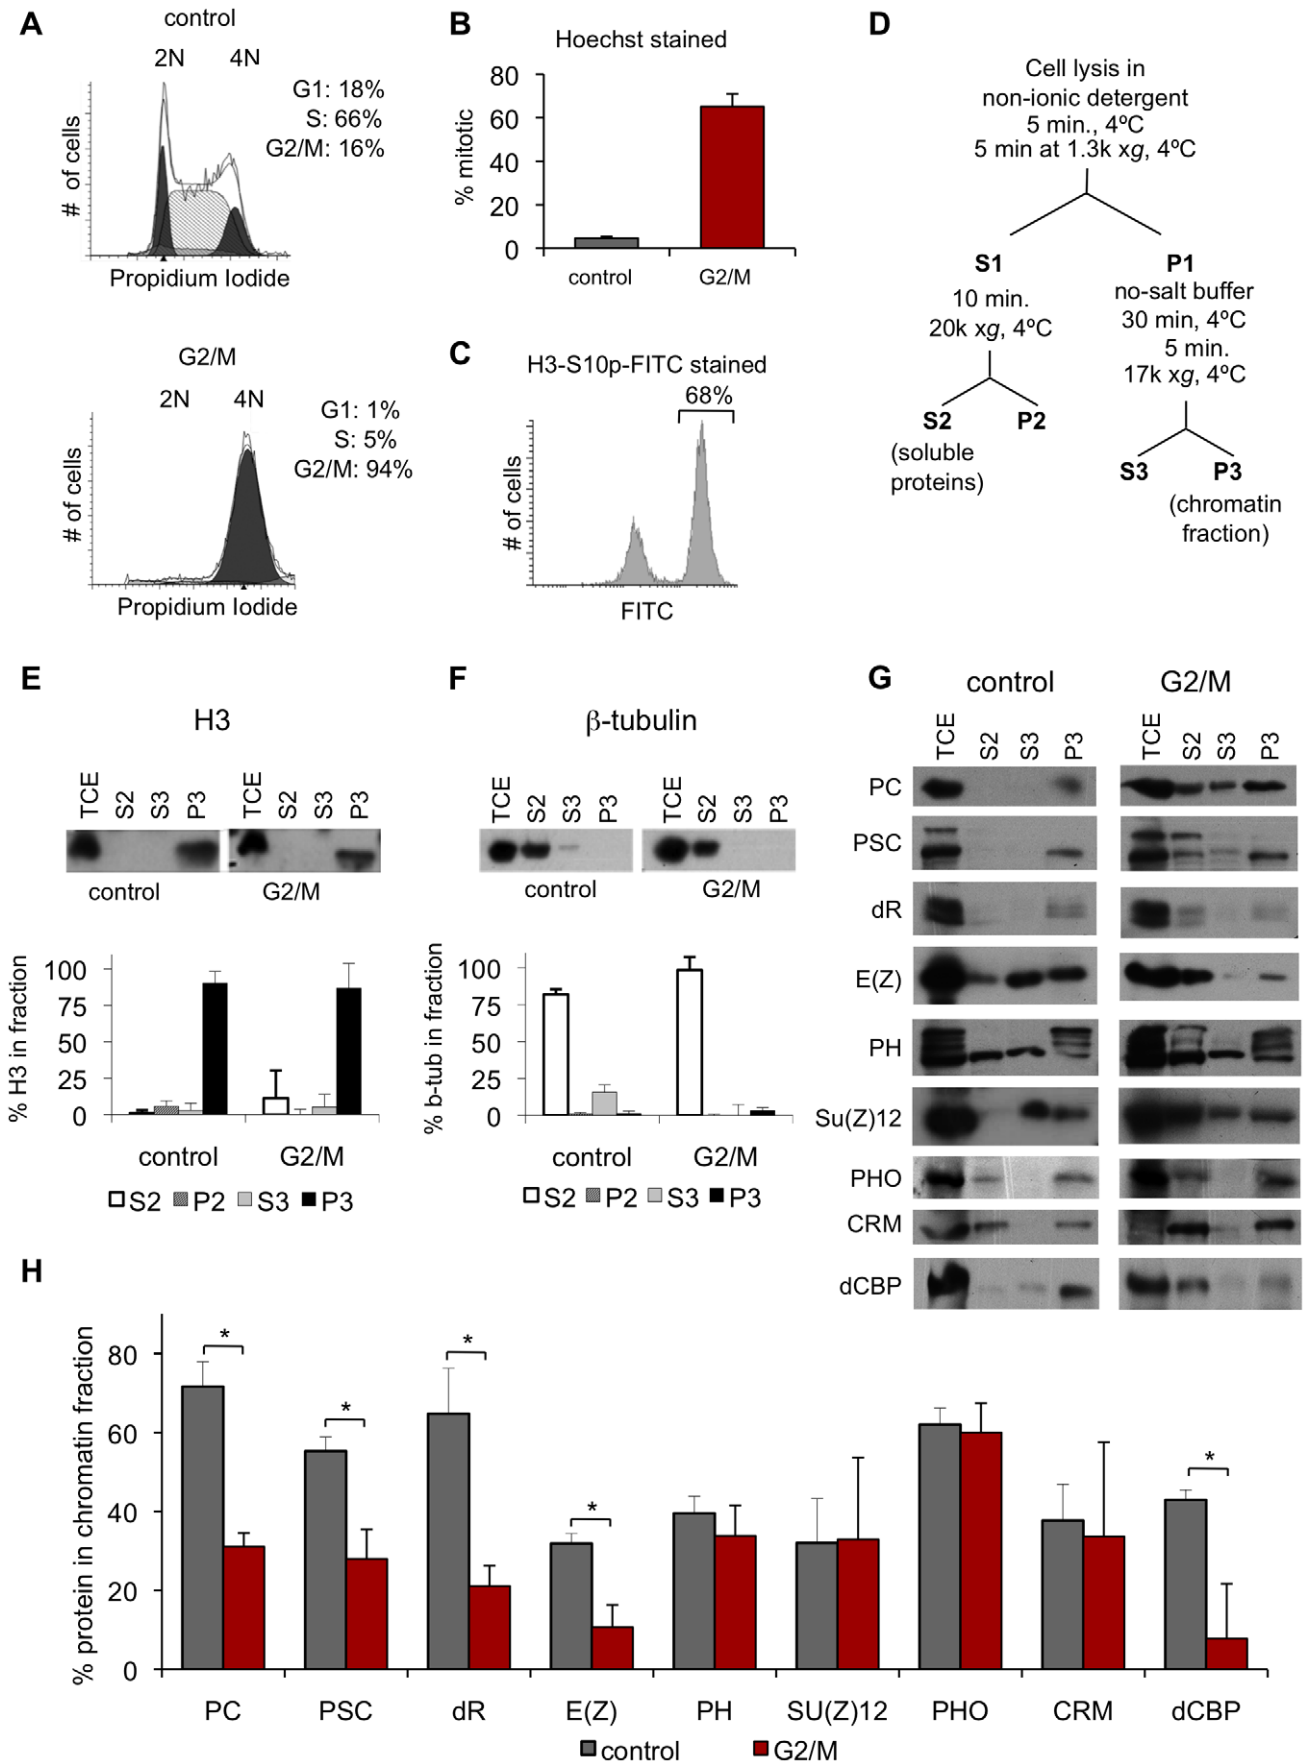 A
control
2N 4N
G1: 18%
S: 66%
G2/M: 16%
# of cells
Propidium Iodide
G2/M
2N 4N
G1: 1%
S: 5%
G2/M: 94%
# of cells
Propidium Iodide
B
Hoechst stained
% mitotic
80
60
40
20
0
control G2/M
C
H3-S10p-FITC stained
68%
# of cells
FITC
D
Cell lysis in
non-ionic detergent
5 min., 4ºC
5 min at 1.3k xg, 4ºC
S1 P1
10 min.
20k xg, 4ºC
no-salt buffer
30 min, 4ºC
5 min.
17k xg, 4ºC
S2 P2
(soluble
proteins)
S3 P3
(chromatin
fraction)
E
H3
TCE S2 S3 P3 TCE S2 S3 P3
control G2/M
% H3 in fraction
100
75
50
25
0
control G2/M
S2 P2 S3 P3
F
β-tubulin
TCE S2 S3 P3 TCE S2 S3 P3
control G2/M
% b-tub in fraction
100
75
50
25
0
control G2/M
S2 P2 S3 P3
G
control G2/M
TCE S2 S3 P3 TCE S2 S3 P3
PC
PSC
dR
E(Z)
PH
Su(Z)12
PHO
CRM
dCBP
H
% protein in chromatin fraction
80
60
40
20
0
* * * * *
PC PSC dR E(Z) PH SU(Z)12 PHO CRM dCBP
control G2/M